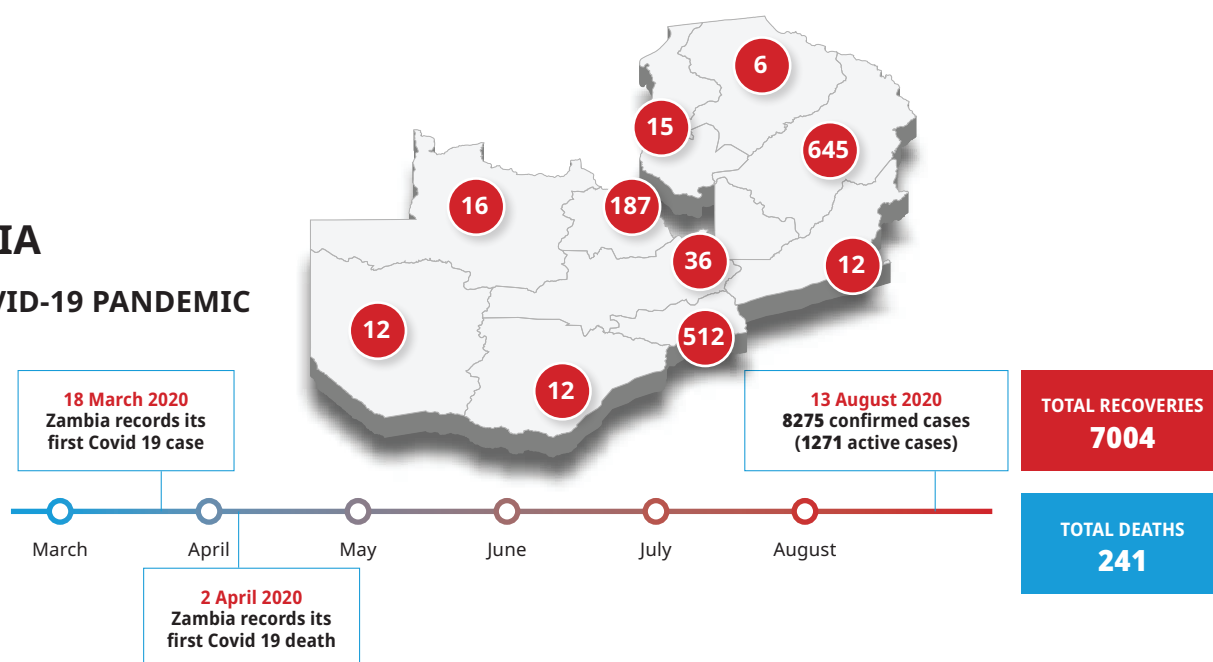 IA
VID-19 PANDEMIC
6
15
645
16
187
36
12
12
512
12
18 March 2020
Zambia records its
first Covid 19 case
13 August 2020
8275 confirmed cases
(1271 active cases)
TOTAL RECOVERIES
7004
March
April
May
June
July
August
TOTAL DEATHS
241
2 April 2020
Zambia records its
first Covid 19 death